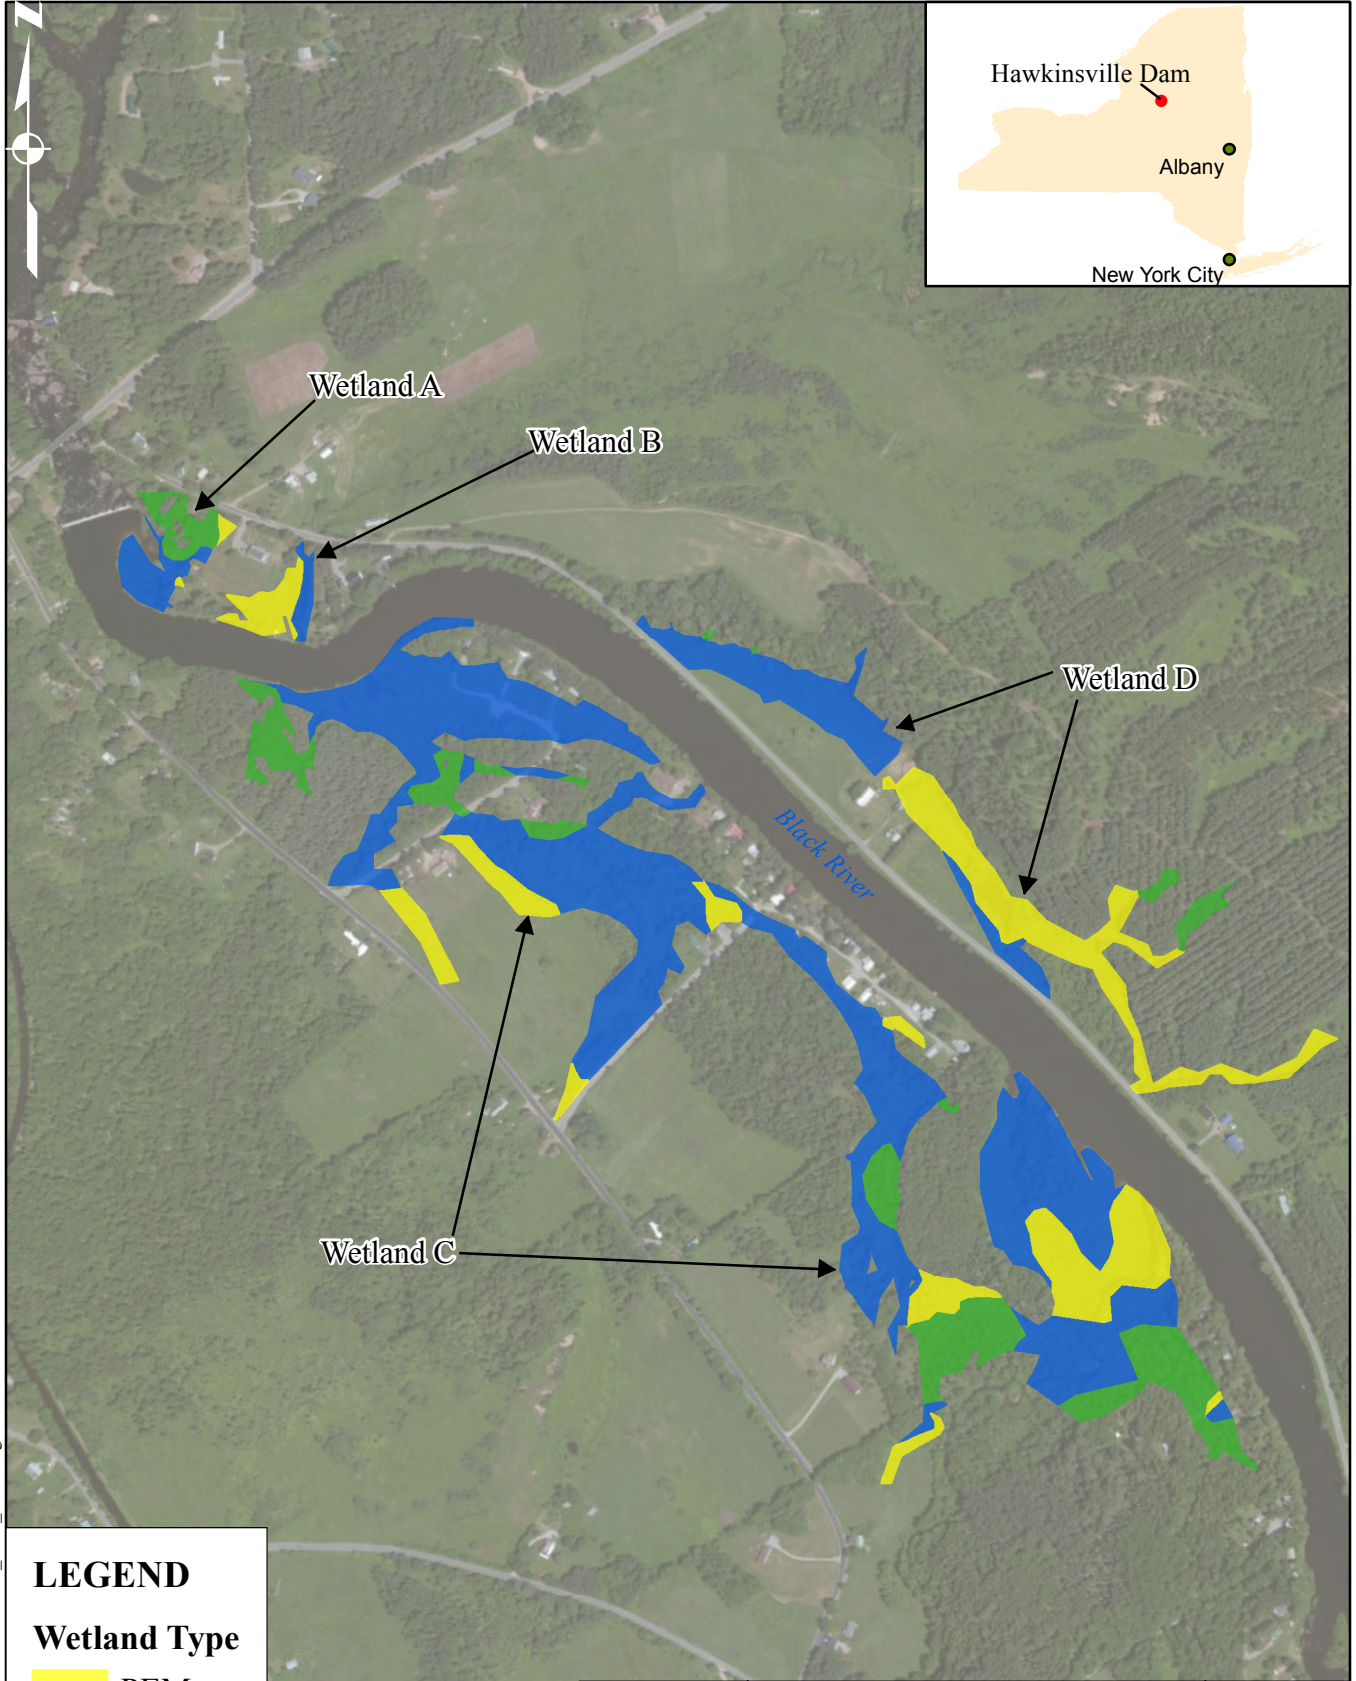 Hawkinsville Dam
Albany
New York City
Wetland A
Wetland B
Wetland D
Black River
Wetland C
LEGEND
Wetland Type